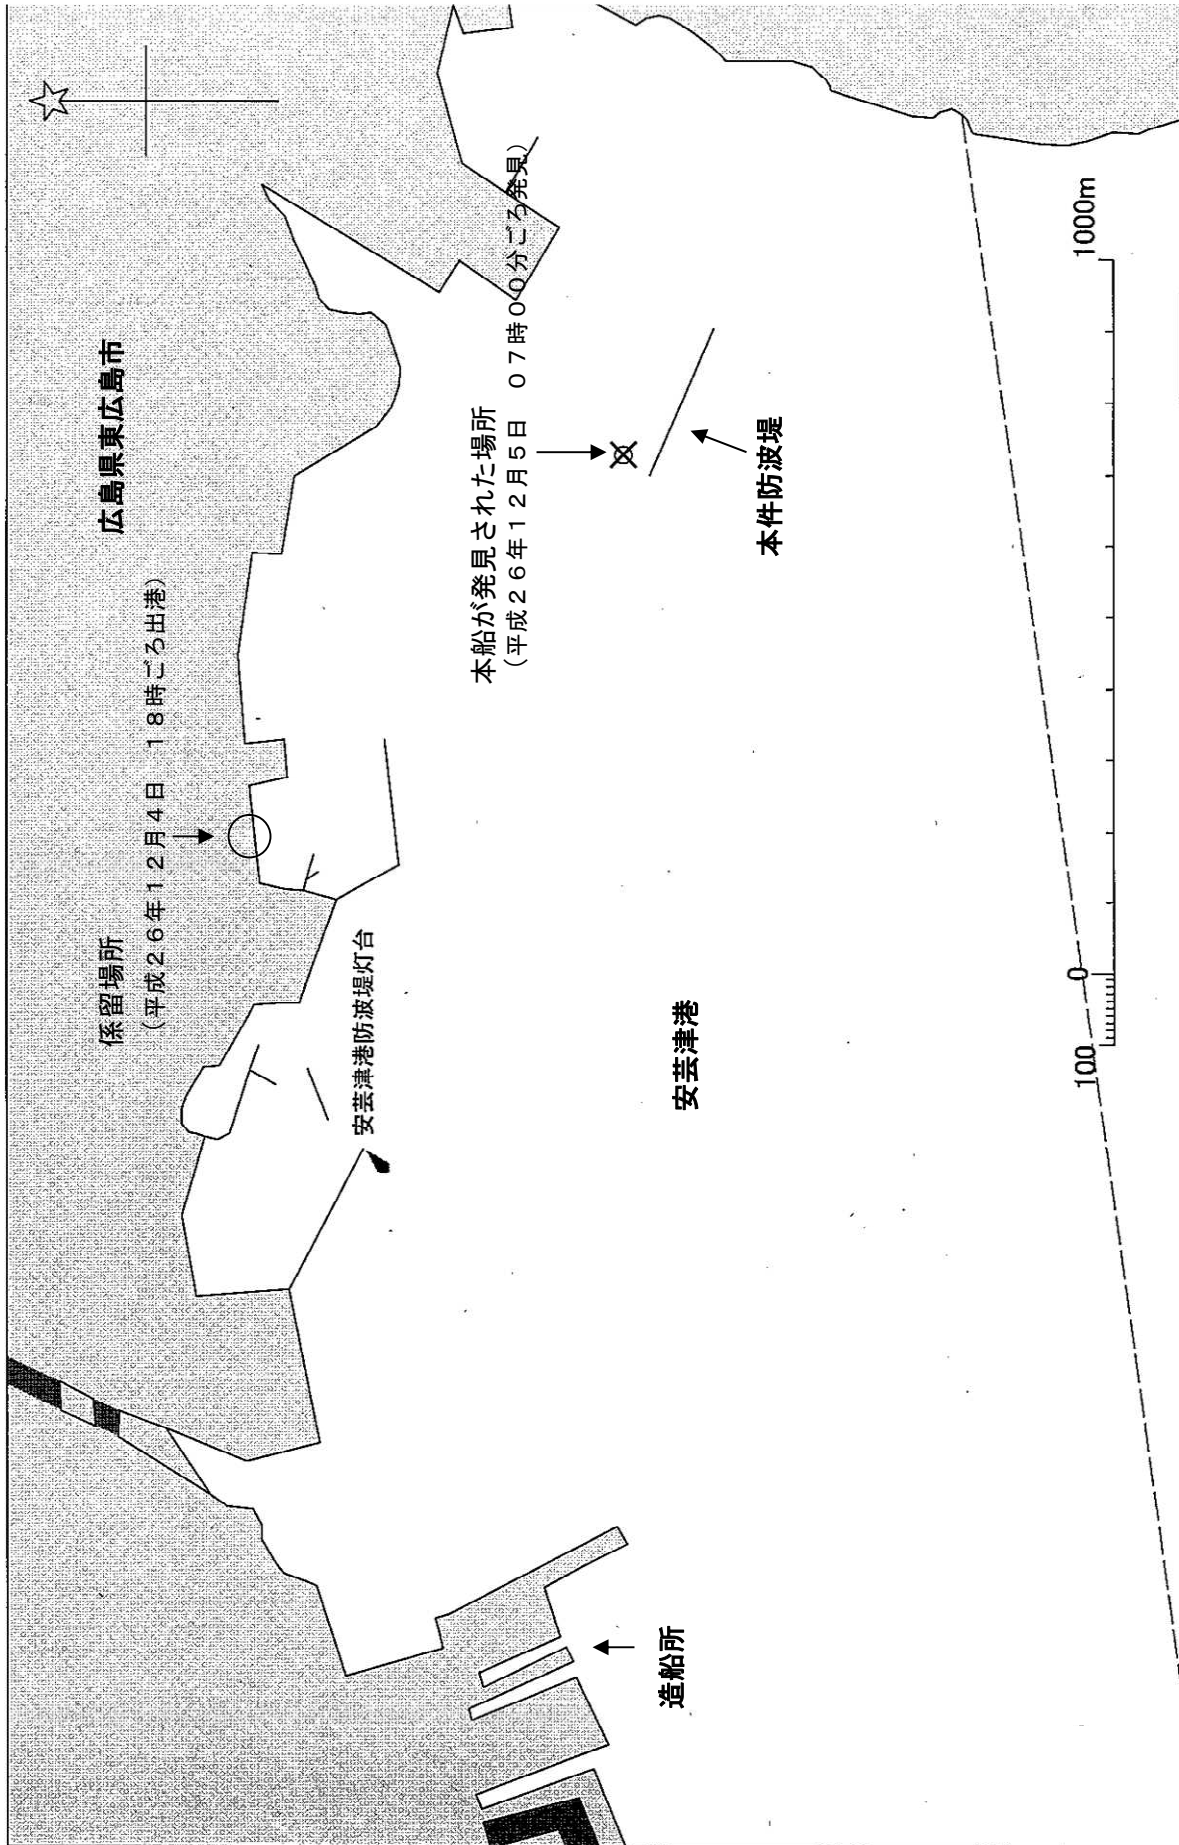 広島県東広島市
係留場所
(平成26年12月4日 18時ごろ出港)
安芸津港防波堤灯台
本船が発見された場所
(平成26年12月5日 07時00分ごろ発見)
本件防波堤
安芸津港
造船所
100
0
1000m